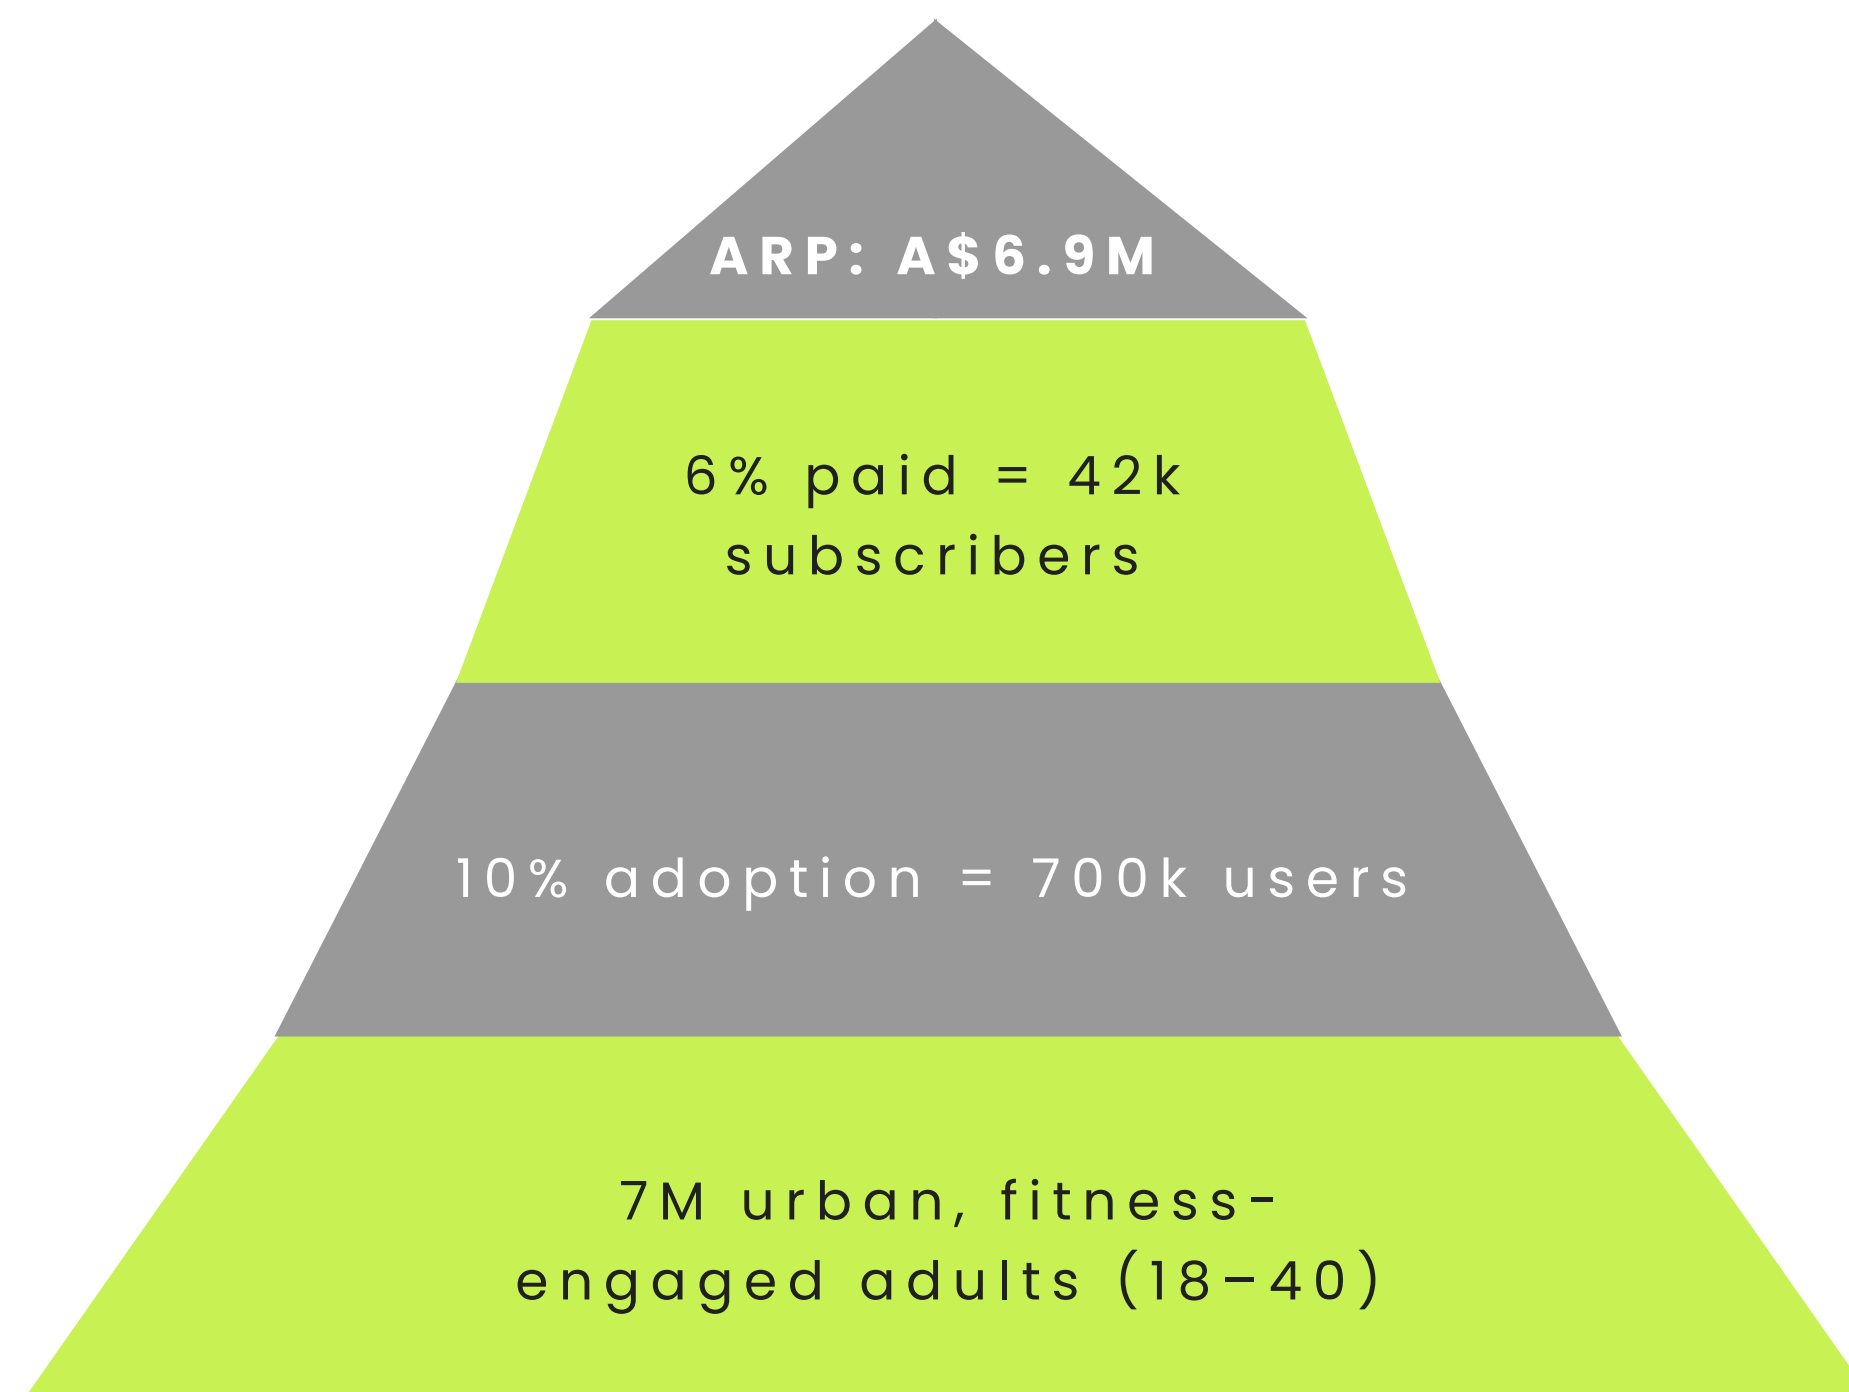 ARP: A$6.9M
6% paid = 42k
subscribers
10% adoption = 700k users
7M urban, fitness-
engaged adults (18–40)